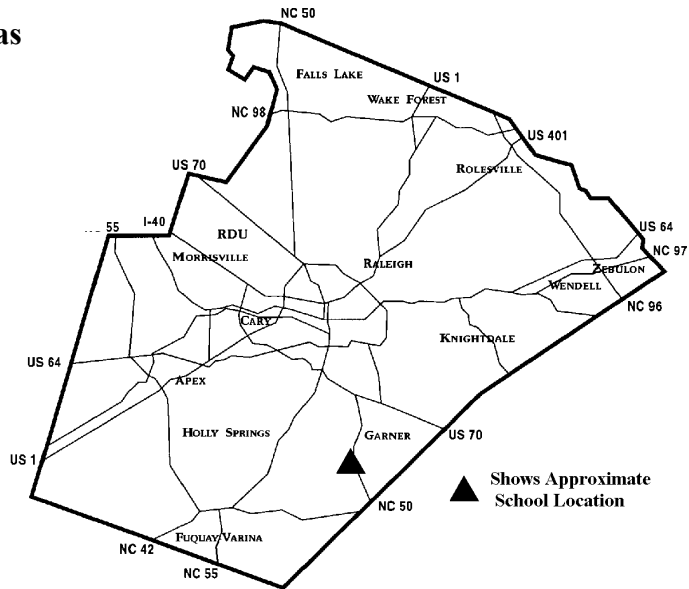 as
NC 50
FALLS LAKE
US 1
WAKE FOREST
NC 98
US 401
US 70
ROLESVILLE
55
I-40
RDU
US 64
MORRISVILLE
RALEIGH
NC 97
ZEBULON
WENDELL
NC 96
CARY
KNIGHTDALE
US 64
APEX
HOLLY SPRINGS
GARNER
US 70
US 1
Shows Approximate
School Location
NC 50
FUQUAY VARINA
NC 42
NC 55